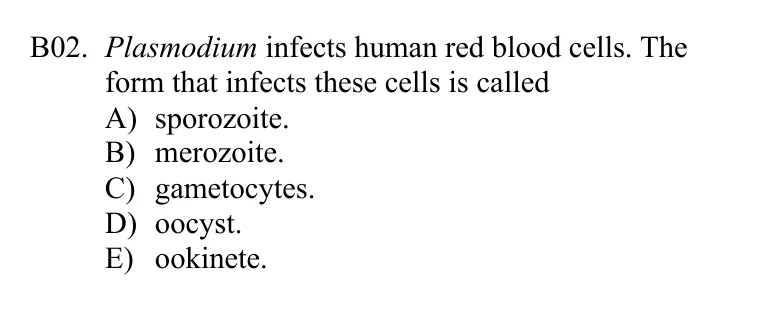 B02. Plasmodium infects human red blood cells. The
form that infects these cells is called
A) sporozoite.
B) merozoite.
C) gametocytes.
D) oocyst.
E) ookinete.